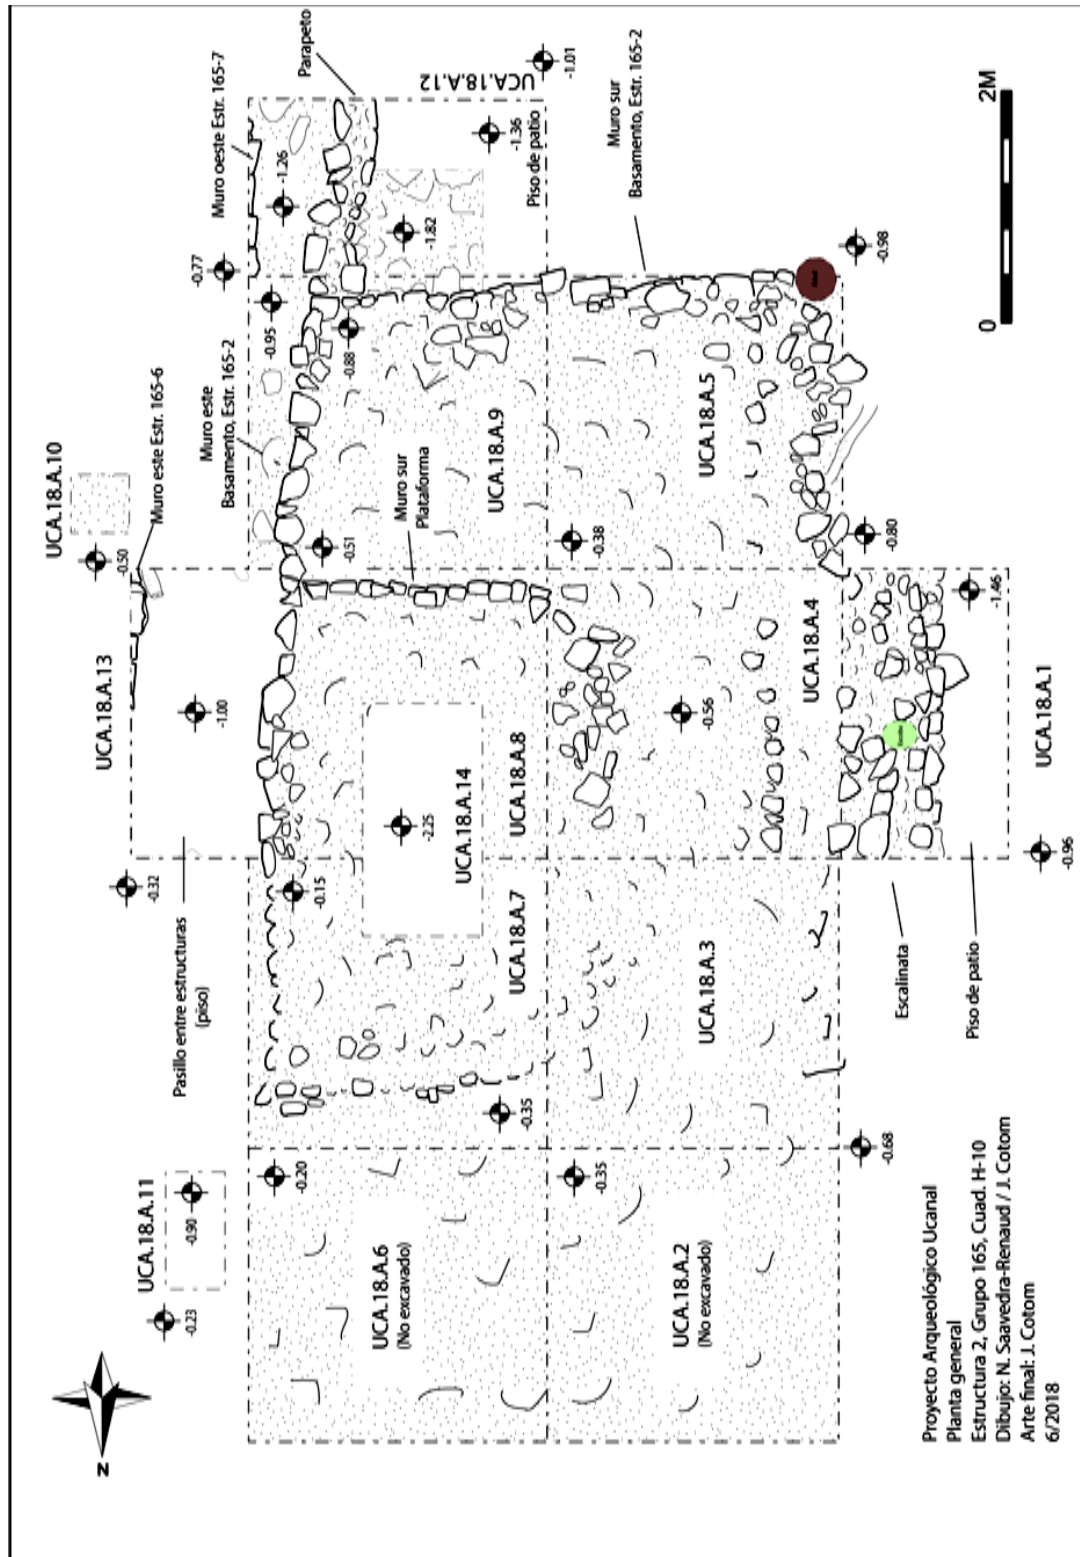 N
UCA.18.A.10
-0.50
Muro este Estr. 165-6
UCA.18.A.13
-0.32
-1.00
UCA.18.A.11
-0.23
-0.90
Pasillo entre estructuras
(piso)
Muro oeste Estr. 165-7
-0.77
Muro este
Basamento, Estr. 165-2
-0.95
-1.26
Parapeto
-0.20
-0.15
-0.51
-0.88
UCA.18.A.6
(No excavado)
-2.25
UCA.18.A.14
Muro sur
Plataforma
-1.82
UCA.18.A.12
UCA.18.A.7
UCA.18.A.8
UCA.18.A.9
-0.35
-1.36
Piso de patio
-1.01
-0.35
-0.38
Muro sur
Basamento, Estr. 165-2
UCA.18.A.2
(No excavado)
UCA.18.A.3
-0.56
UCA.18.A.5
UCA.18.A.4
-0.68
-0.80
-0.98
Escalinata
Piso de patio
-1.46
-0.96
UCA.18.A.1
0
2M
Proyecto Arqueológico Ucanal
Planta general
Estructura 2, Grupo 165, Cuad. H-10
Dibujo: N. Saavedra-Renaud / J. Cotom
Arte final: J. Cotom
6/2018